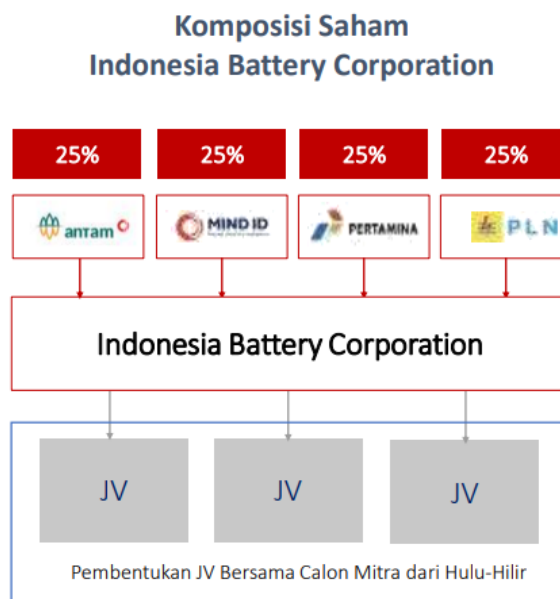 Komposisi Saham
Indonesia Battery Corporation
25% 25% 25% 25%
antam MIND ID PERTAMINA PLN
Indonesia Battery Corporation
JV JV JV
Pembentukan JV Bersama Calon Mitra dari Hulu-Hilir